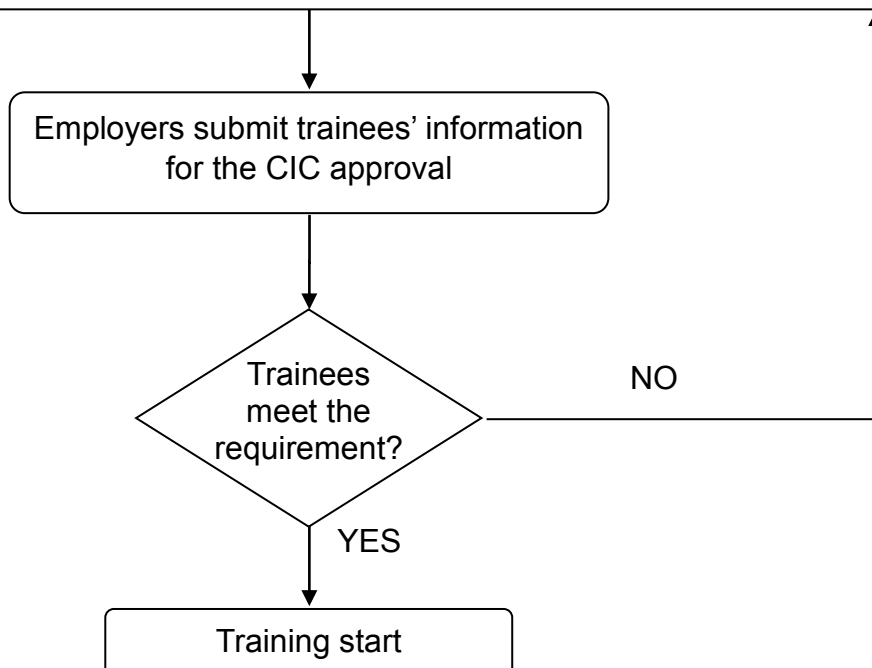 Employers submit trainees’ information
for the CIC approval
Trainees
meet the
requirement?
NO
YES
Training start